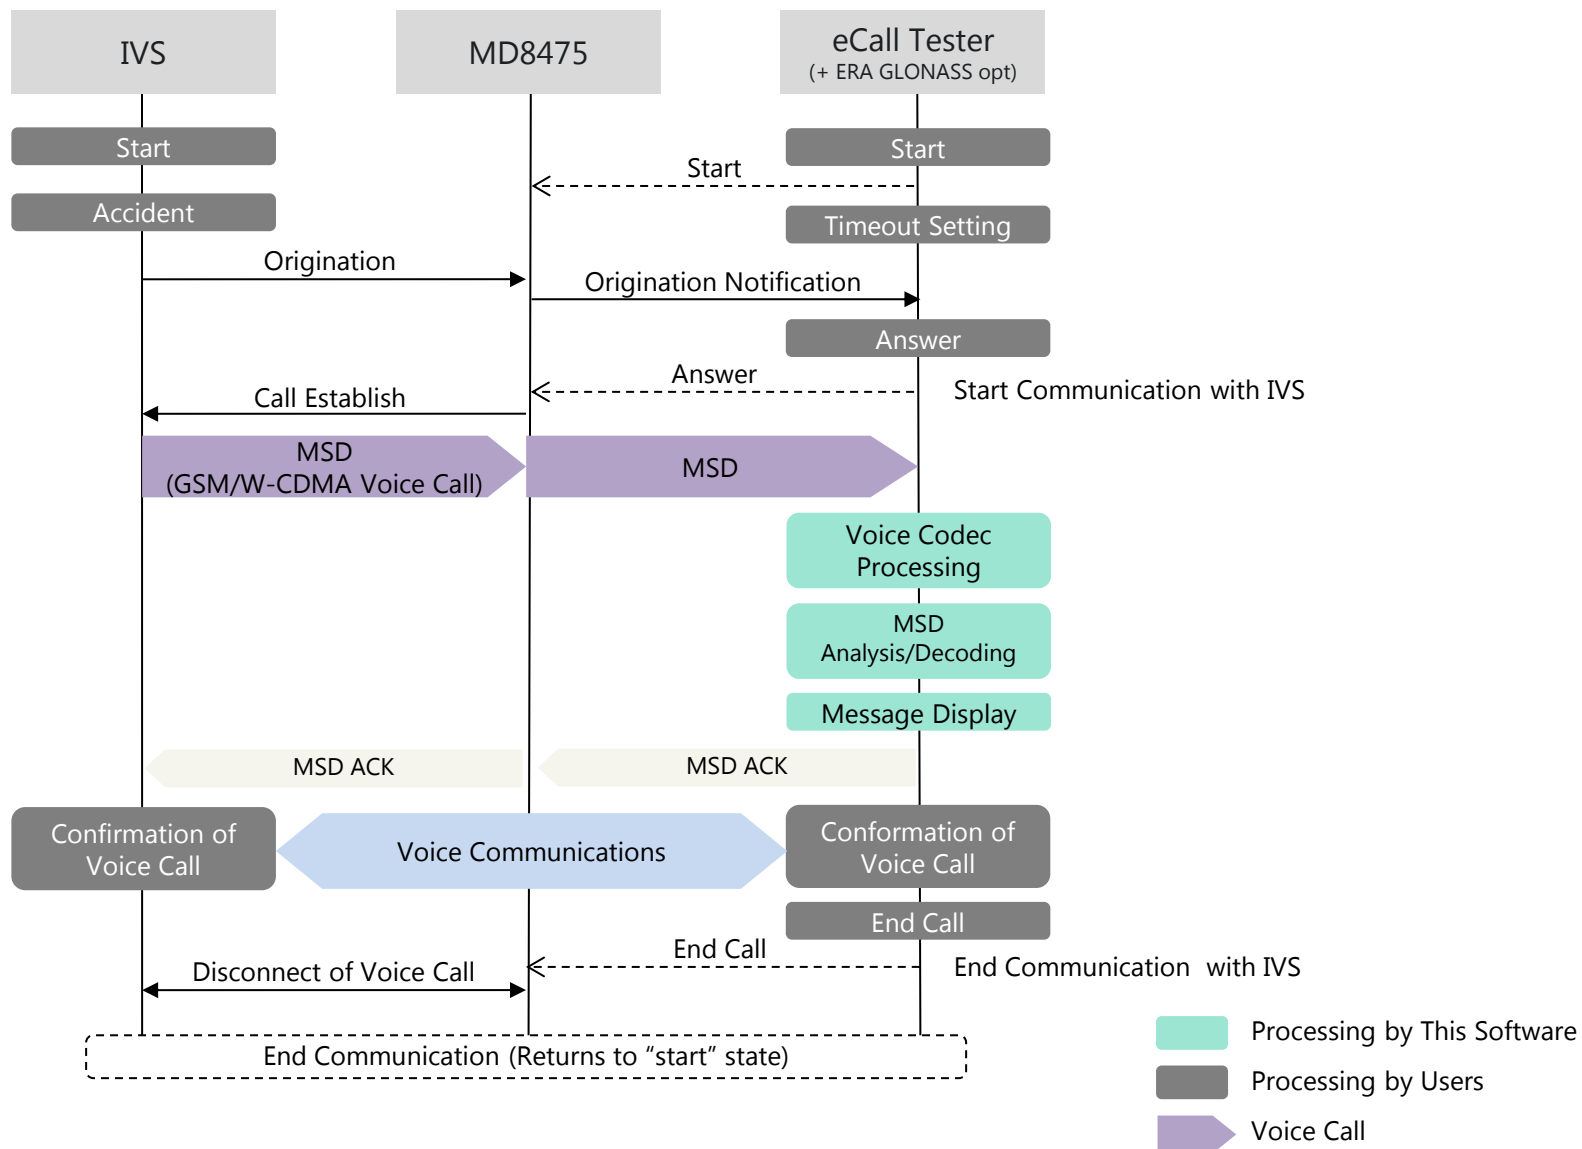 IVS
MD8475
eCall Tester
(+ ERA GLONASS opt)
Start
Start
Start
Accident
Timeout Setting
Origination
Origination Notification
Answer
Answer
Start Communication with IVS
Call Establish
MSD
(GSM/W-CDMA Voice Call)
MSD
Voice Codec
Processing
MSD
Analysis/Decoding
Message Display
MSD ACK
MSD ACK
Confirmation of
Voice Call
Voice Communications
Conformation of
Voice Call
End Call
End Call
End Communication with IVS
Disconnect of Voice Call
End Communication (Returns to “start” state)
Processing by This Software
Processing by Users
Voice Call